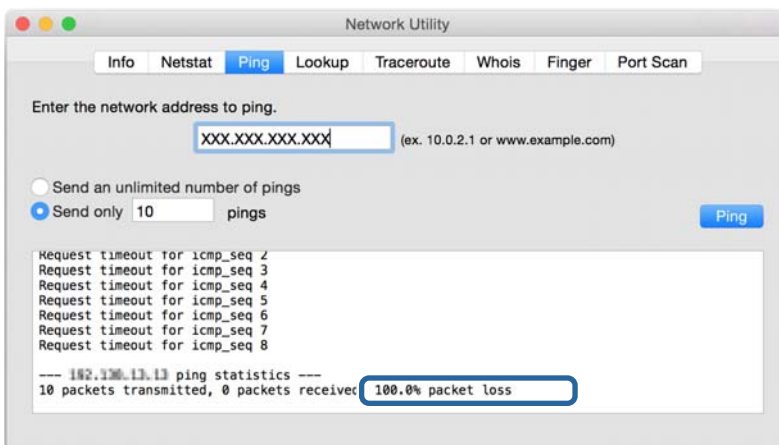 Network Utility
Info Netstat Ping Lookup Traceroute Whois Finger Port Scan
Enter the network address to ping.
XXX.XXX.XXX.XXX (ex. 10.0.2.1 or www.example.com)
Send an unlimited number of pings
Send only 10 pings
Ping
Request timeout for icmp_seq 2
Request timeout for icmp_seq 3
Request timeout for icmp_seq 4
Request timeout for icmp_seq 5
Request timeout for icmp_seq 6
Request timeout for icmp_seq 7
Request timeout for icmp_seq 8
--- ping statistics ---
10 packets transmitted, 0 packets received 100.0% packet loss